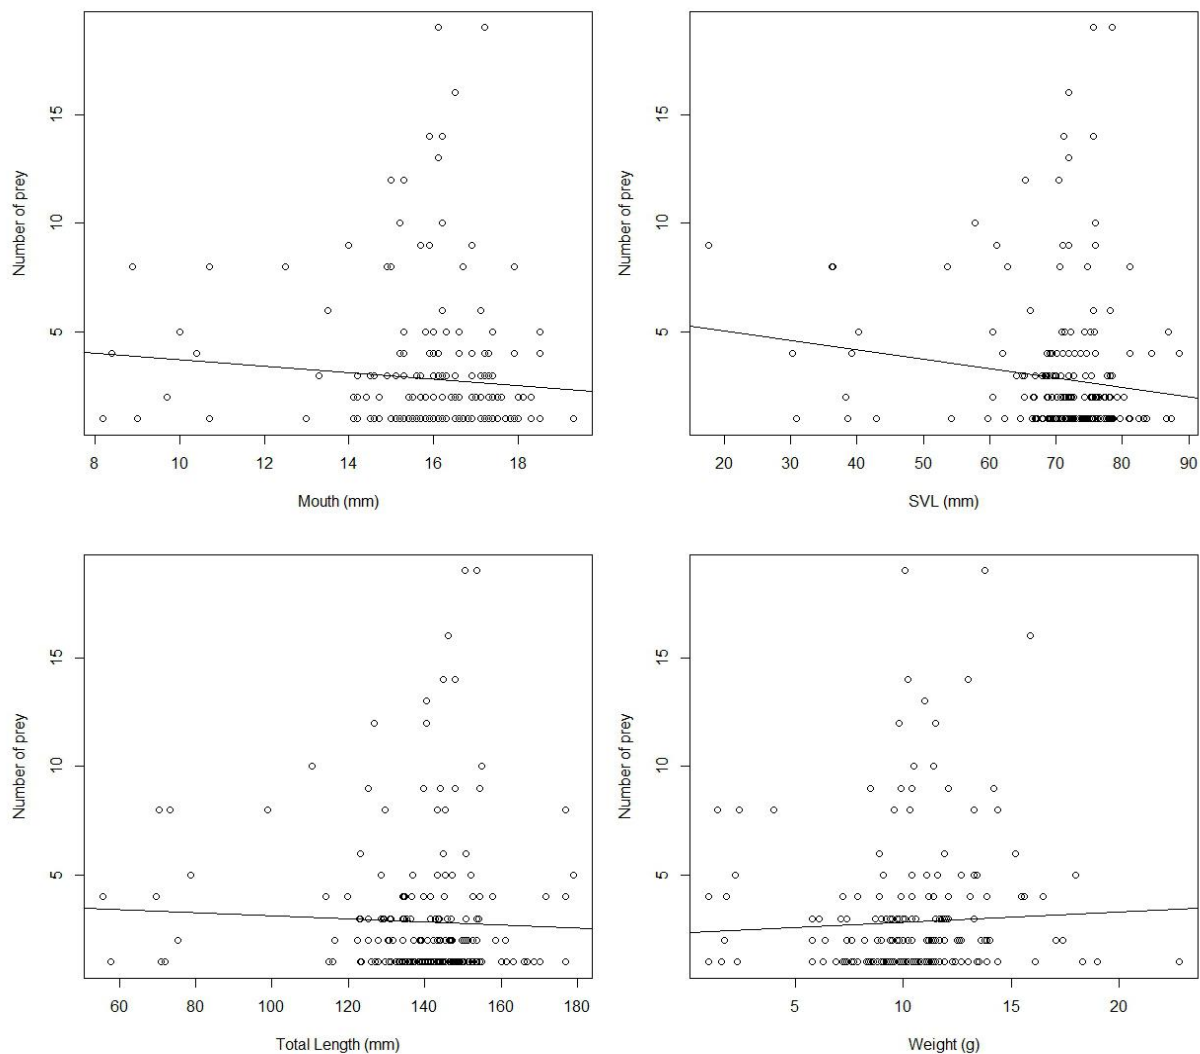 Number of prey
15
10
5
8 10 12 14 16 18
Mouth (mm)
Number of prey
15
10
5
20 30 40 50 60 70 80 90
SVL (mm)
Number of prey
15
10
5
60 80 100 120 140 160 180
Total Length (mm)
Number of prey
15
10
5
5 10 15 20
Weight (g)